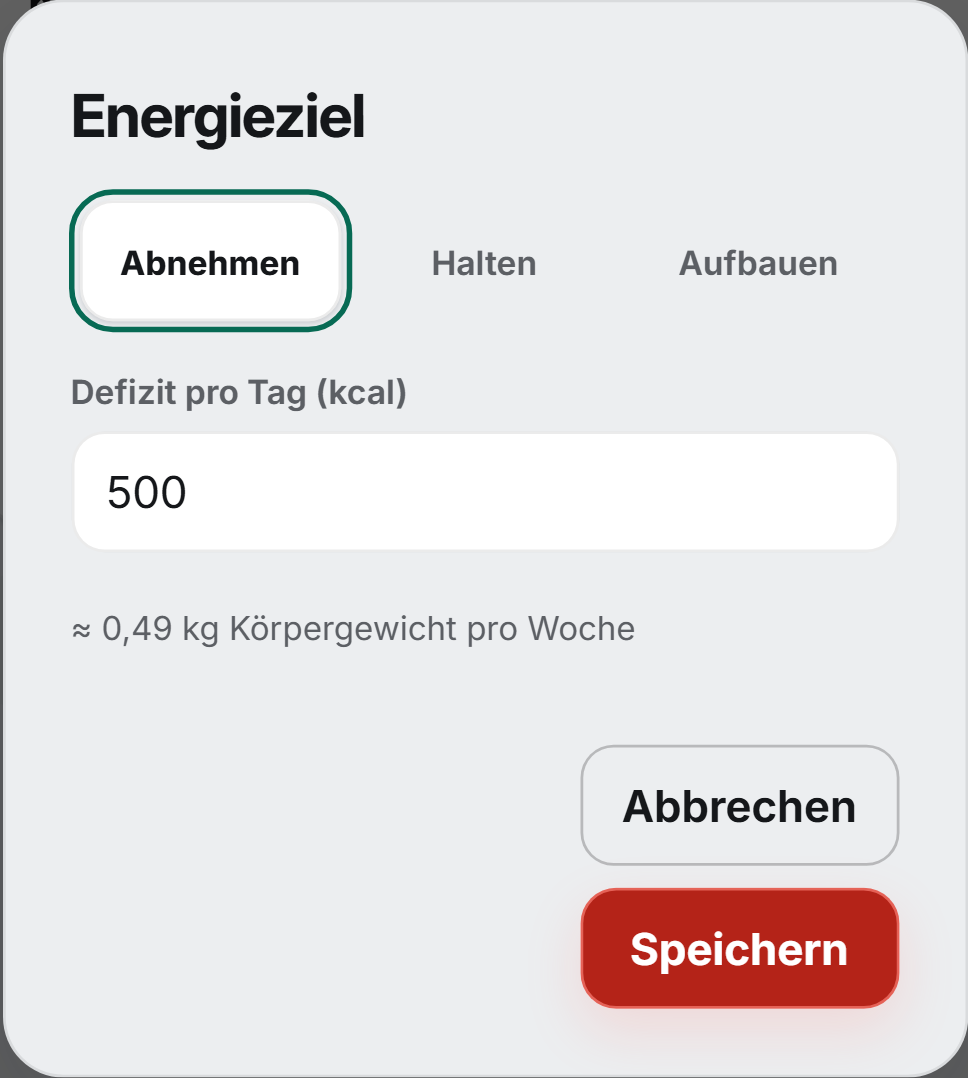 Energieziel
Abnehmen Halten Aufbauen
Defizit pro Tag (kcal)
500
≈ 0,49 kg Körpergewicht pro Woche
Abbrechen
Speichern